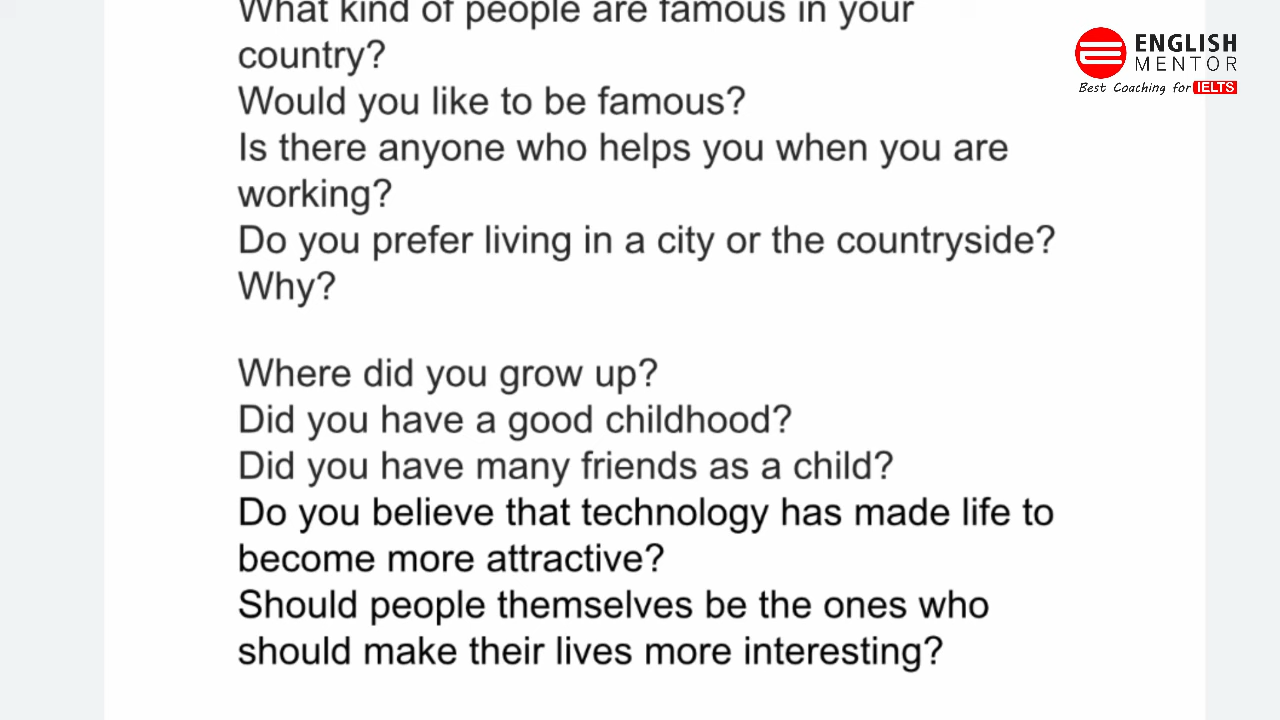 What kind of people are famous in your
country?
Would you like to be famous?
Is there anyone who helps you when you are
working?
Do you prefer living in a city or the countryside?
Why?
Where did you grow up?
Did you have a good childhood?
Did you have many friends as a child?
Do you believe that technology has made life to
become more attractive?
Should people themselves be the ones who
should make their lives more interesting?
ENGLISH
MENTOR
Best Coaching for IELTS